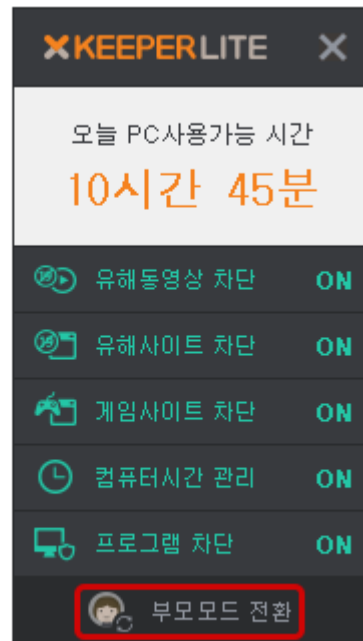 XKEEPER LITE
오늘 PC사용가능 시간
10시간 45분
유해동영상 차단 ON
유해사이트 차단 ON
게임사이트 차단 ON
컴퓨터시간 관리 ON
프로그램 차단 ON
부모모드 전환